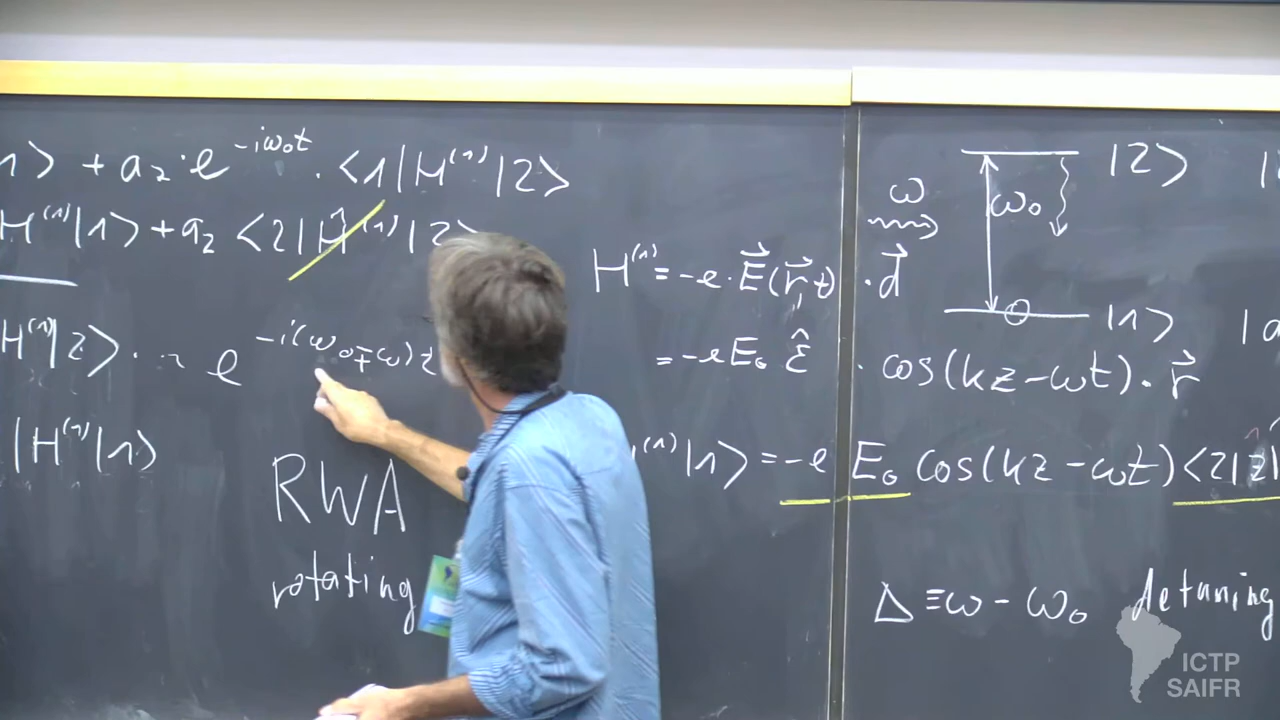 1⟩ + a₂·e^{-iω₀t} · ⟨1|H⁽¹⁾|2⟩
H⁽¹⁾|1⟩ + a₂ ⟨2|Ĥ⁽¹⁾|2⟩
H⁽¹⁾|2⟩ · ~ e^{-i(ω₀∓ω)t}
|H⁽¹⁾|1⟩
RWA
rotating
H⁽¹⁾ = -e · E⃗(r⃗, t) · d⃗
= -e E₀ ε̂ · cos(kz - ωt) · r⃗
⁽¹⁾|1⟩ = -e E₀ cos(kz - ωt) ⟨2|ẑ|
Δ ≡ ω - ω₀ detuning
ω
ω₀
|2⟩
|1⟩
ICTP
SAIFR